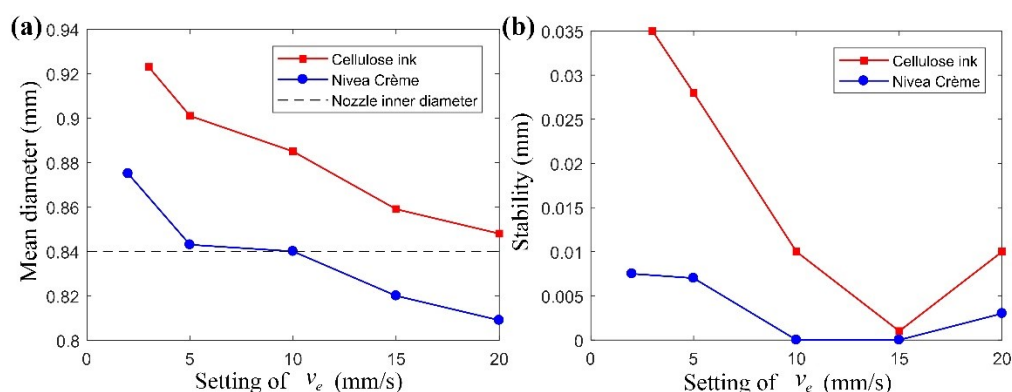 (a)
0.94
0.92
0.9
0.88
0.86
0.84
0.82
0.8
Mean diameter (mm)
Cellulose ink
Nivea Crème
Nozzle inner diameter
0 5 10 15 20
Setting of v_e (mm/s)
(b)
0.035
0.03
0.025
0.02
0.015
0.01
0.005
0
Stability (mm)
Cellulose ink
Nivea Crème
0 5 10 15 20
Setting of v_e (mm/s)